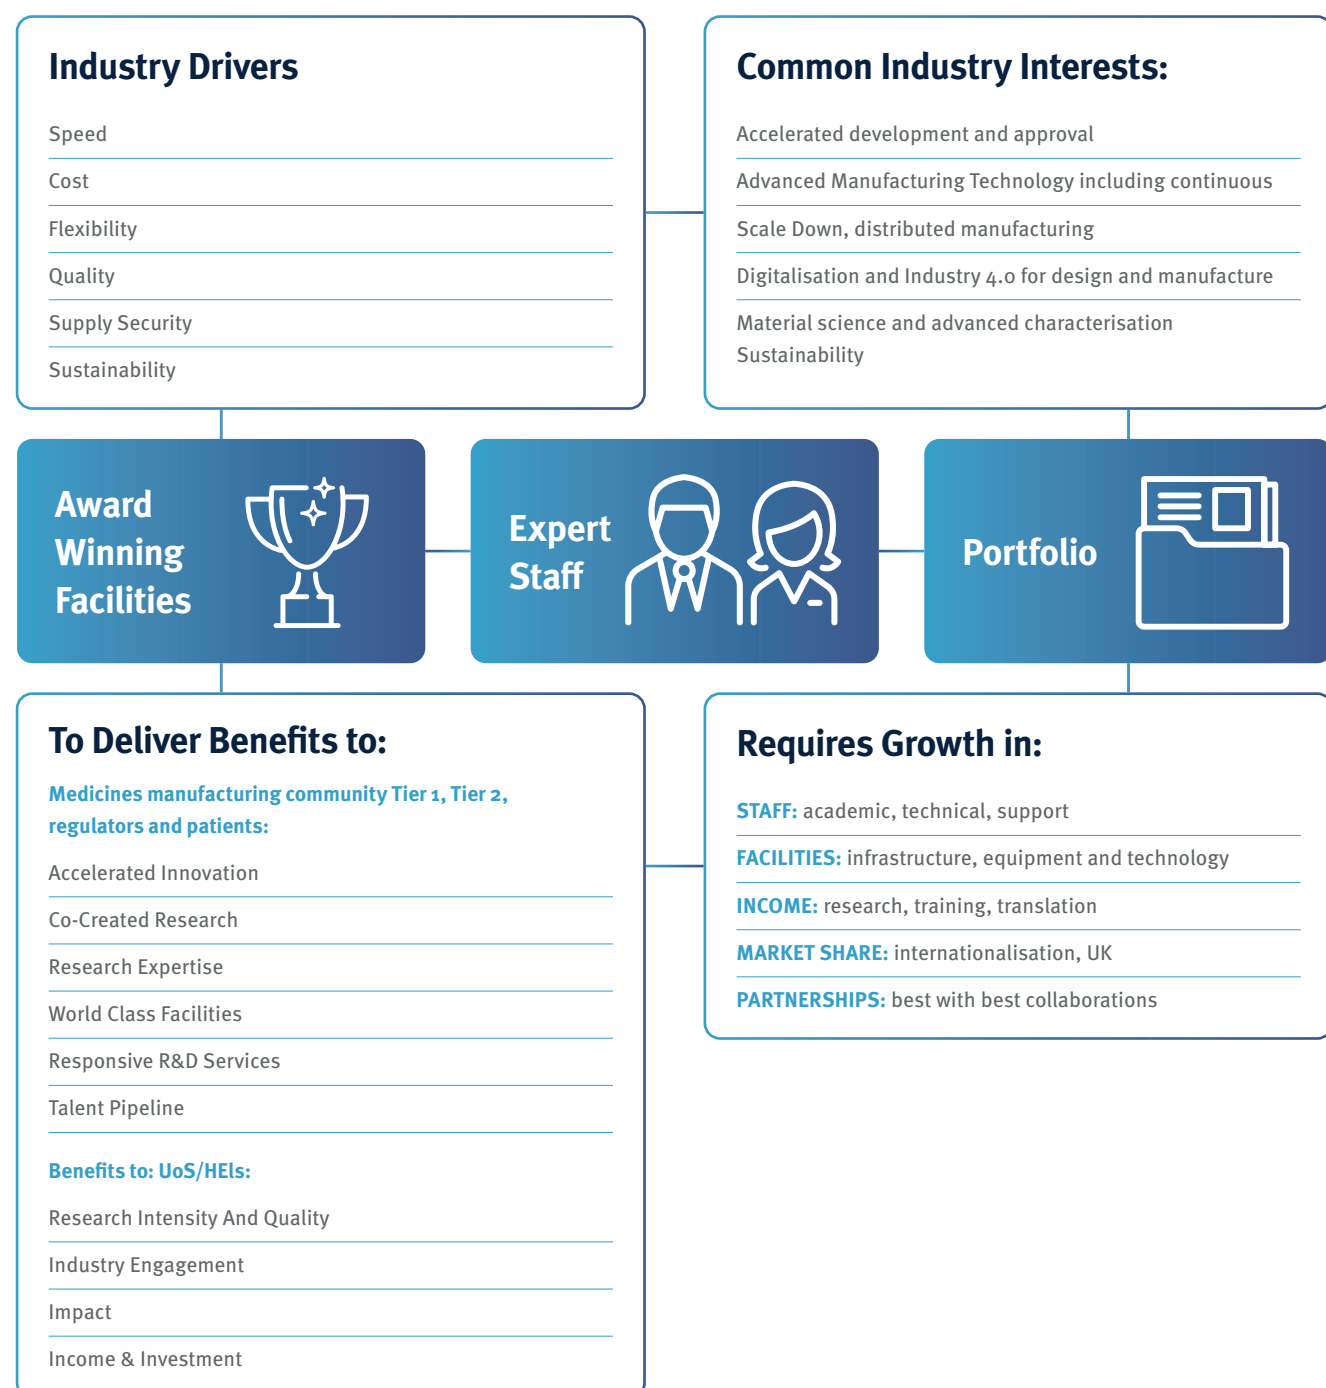 Industry Drivers
Speed
Cost
Flexibility
Quality
Supply Security
Sustainability
Common Industry Interests:
Accelerated development and approval
Advanced Manufacturing Technology including continuous
Scale Down, distributed manufacturing
Digitalisation and Industry 4.0 for design and manufacture
Material science and advanced characterisation
Sustainability
Award
Winning
Facilities
Expert
Staff
Portfolio
To Deliver Benefits to:
Medicines manufacturing community Tier 1, Tier 2,
regulators and patients:
Accelerated Innovation
Co-Created Research
Research Expertise
World Class Facilities
Responsive R&D Services
Talent Pipeline
Benefits to: UoS/HEIs:
Research Intensity And Quality
Industry Engagement
Impact
Income & Investment
Requires Growth in:
STAFF: academic, technical, support
FACILITIES: infrastructure, equipment and technology
INCOME: research, training, translation
MARKET SHARE: internationalisation, UK
PARTNERSHIPS: best with best collaborations